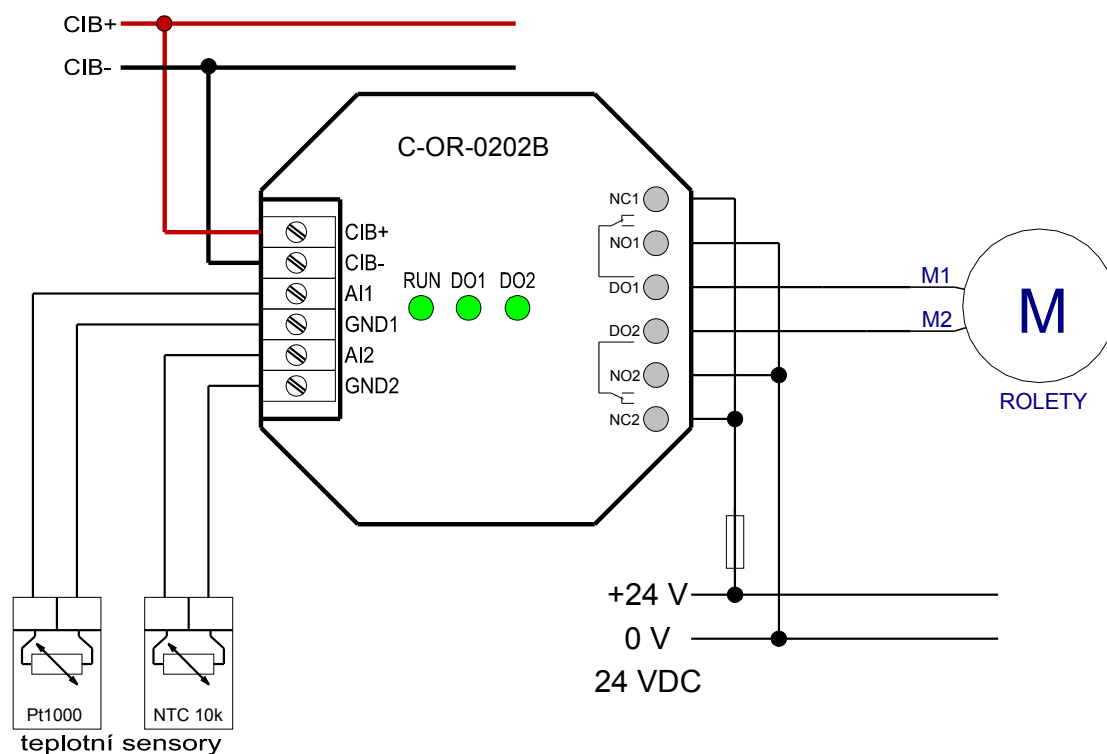 CIB+
CIB-
C-OR-0202B
CIB+
CIB-
AI1
GND1
AI2
GND2
RUN DO1 DO2
NC1
NO1
DO1
DO2
NO2
NC2
M1
M2
M
ROLETY
+24 V
0 V
24 VDC
Pt1000
NTC 10k
teplotní sensory